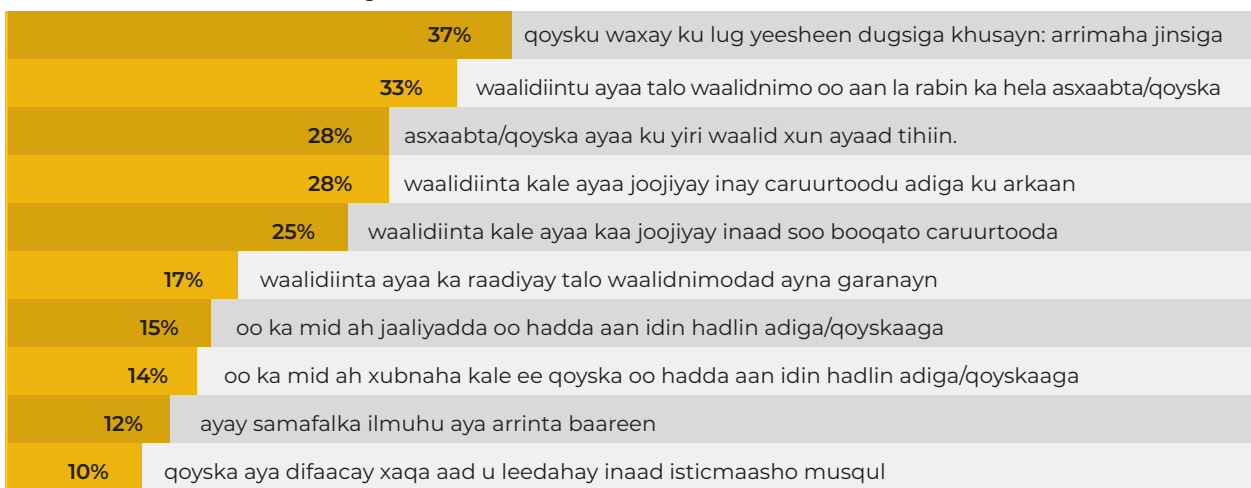 37% qoysku waxay ku lug yeesheen dugsiga khusayn: arrimaha jinsiga
33% waalidiintu ayaa talo waalidnimo oo aan la rabin ka hela asxaabta/qoyska
28% asxaabta/qoyska ayaa ku yiri waalid xun ayaad tihiin.
28% waalidiinta kale ayaa joojiyay inay caruurtoodu adiga ku arkaan
25% waalidiinta kale ayaa kaa joojiyay inaad soo booqato caruurtooda
17% waalidiinta ayaa ka raadiyay talo waalidnimodad ayna garanayn
15% oo ka mid ah jaaliyadda oo hadda aan idin hadlin adiga/qoyskaaga
14% oo ka mid ah xubnaha kale ee qoyska oo hadda aan idin hadlin adiga/qoyskaaga
12% ayay samafalka ilmuhu aya arrinta baareen
10% qoyska aya difaacay xaqa aad u leedahay inaad isticmaasho musqul